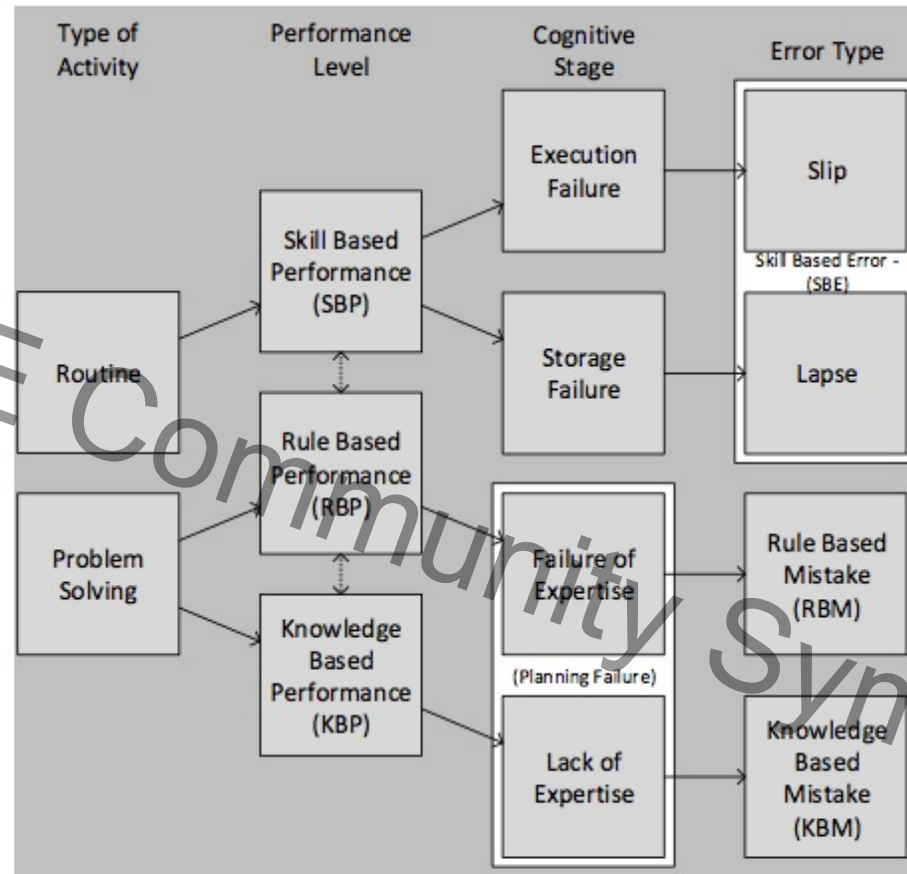 Type of
Activity
Performance
Level
Cognitive
Stage
Error Type
Execution
Failure
Slip
Skill Based
Performance
(SBP)
Skill Based Error -
(SBE)
Routine
Storage
Failure
Lapse
Rule Based
Performance
(RBP)
Problem
Solving
Failure of
Expertise
Rule Based
Mistake
(RBM)
Knowledge
Based
Performance
(KBP)
(Planning Failure)
Lack of
Expertise
Knowledge
Based
Mistake
(KBM)
Community